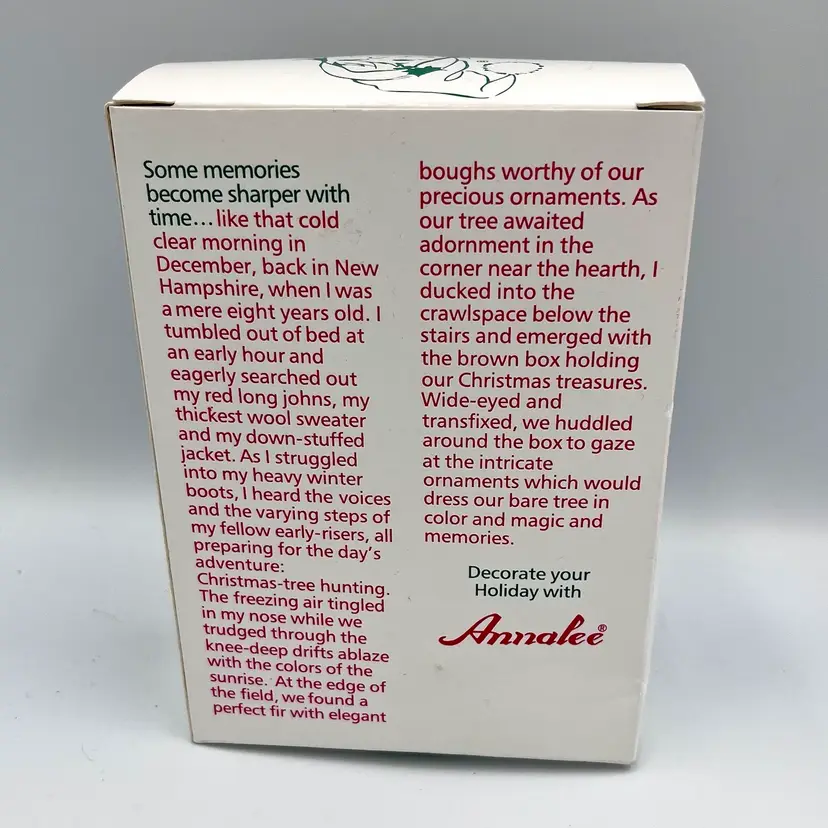 Some memories
become sharper with
time... like that cold
clear morning in
December, back in New
Hampshire, when I was
a mere eight years old. I
tumbled out of bed at
an early hour and
eagerly searched out
my red long johns, my
thickest wool sweater
and my down-stuffed
jacket. As I struggled
into my heavy winter
boots, I heard the voices
and the varying steps of
my fellow early-risers, all
preparing for the day's
adventure:
Christmas-tree hunting.
The freezing air tingled
in my nose while we
trudged through the
knee-deep drifts ablaze
with the colors of the
sunrise. At the edge of
the field, we found a
perfect fir with elegant
boughs worthy of our
precious ornaments. As
our tree awaited
adornment in the
corner near the hearth, I
ducked into the
crawlspace below the
stairs and emerged with
the brown box holding
our Christmas treasures.
Wide-eyed and
transfixed, we huddled
around the box to gaze
at the intricate
ornaments which would
dress our bare tree in
color and magic and
memories.
Decorate your
Holiday with
Annalee®